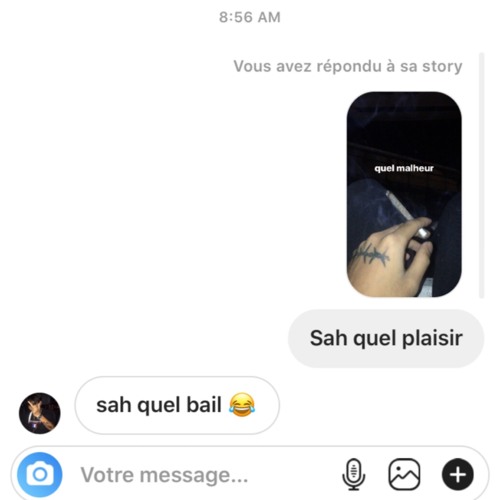 8:56 AM
Vous avez répondu à sa story
quel malheur
Sah quel plaisir
sah quel bail 😂
Votre message...